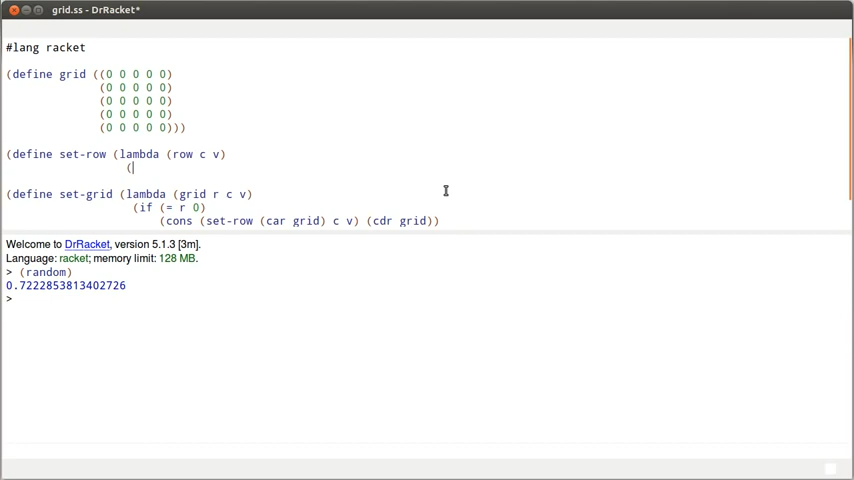 grid.ss - DrRacket*
#lang racket
(define grid ((0 0 0 0 0)
(0 0 0 0 0)
(0 0 0 0 0)
(0 0 0 0 0)
(0 0 0 0 0)))
(define set-row (lambda (row c v)
(
(define set-grid (lambda (grid r c v)
(if (= r 0)
(cons (set-row (car grid) c v) (cdr grid))
Welcome to DrRacket, version 5.1.3 [3m].
Language: racket; memory limit: 128 MB.
> (random)
0.7222853813402726
>